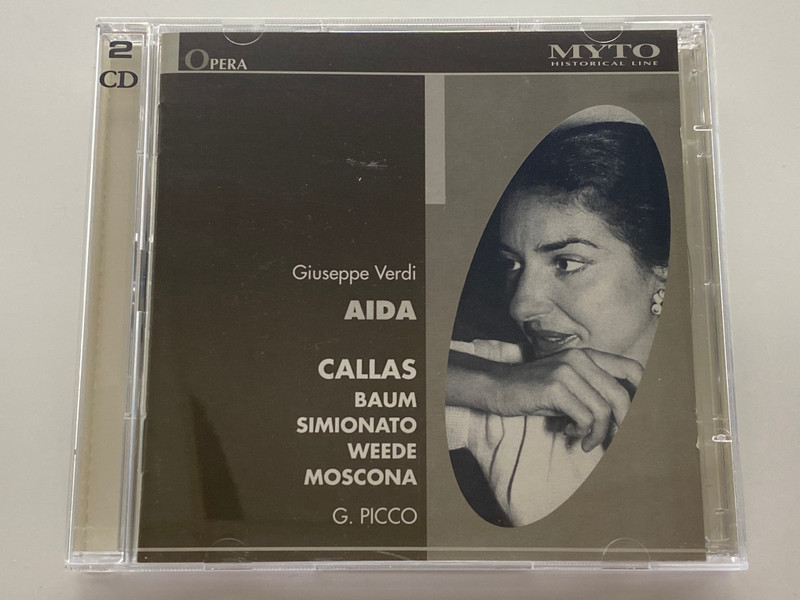 2
CD
OPERA
MYTO
HISTORICAL LINE
Giuseppe Verdi
AIDA
CALLAS
BAUM
SIMIONATO
WEEDE
MOSCONA
G. PICCO